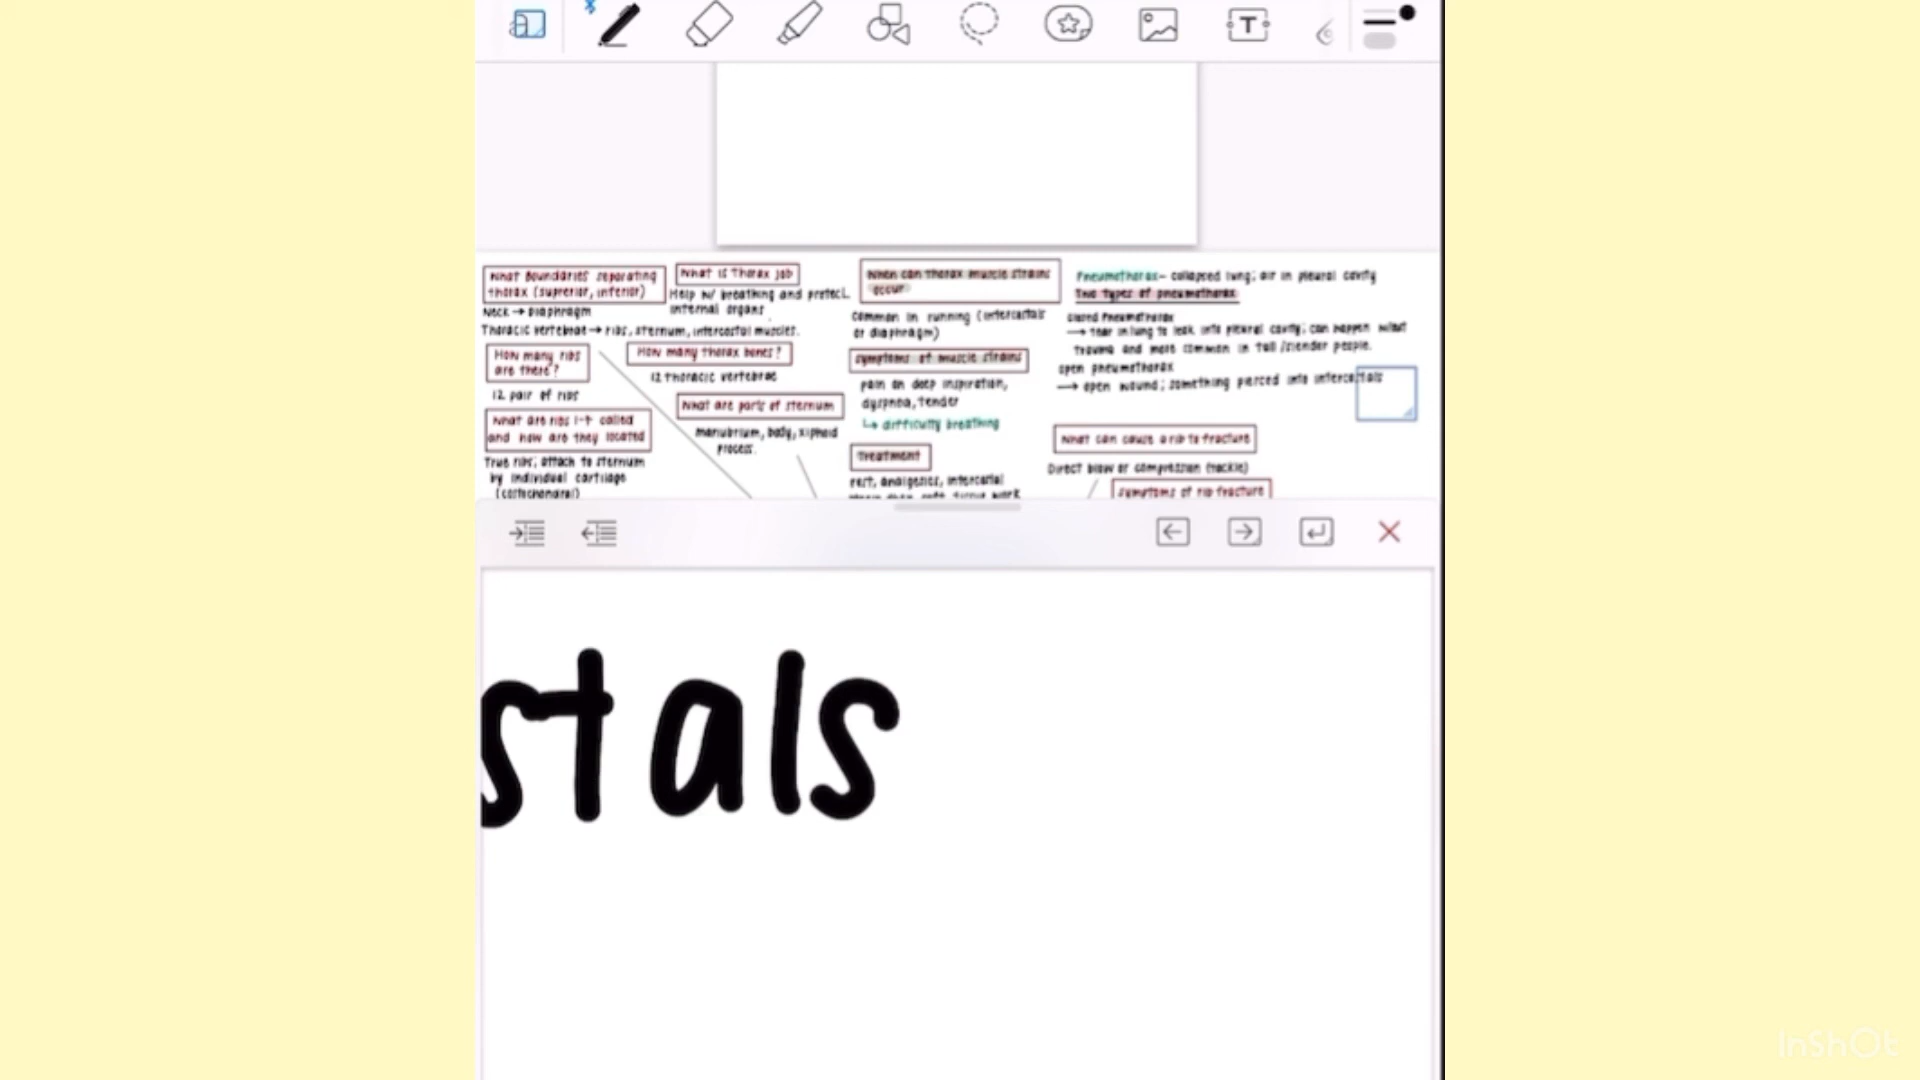 What Boundaries separating
thorax (superior, inferior)
Neck → Diaphragm
What is Thorax job
Help w/ breathing and protect
internal organs
Thoracic vertebrae → ribs, sternum, intercostal muscles.
How many ribs
are there?
12 pair of ribs
How many thorax bones?
12 Thoracic vertebrae
What are ribs 1-7 called
and how are they located
True ribs; attach to sternum
by individual cartilage
(costochondral)
What are parts of sternum
manubrium, body, xiphoid
process.
When can thorax muscle strains
occur
Common in running (intercostals
or diaphragm)
symptoms of muscle strains
pain on deep inspiration,
dyspnea, tender
↳ difficulty breathing
Treatment
rest, analgesics, intercostal
soft tissue work
Pneumothorax - collapsed lung; air in pleural cavity
Two types of pneumothorax
closed Pneumothorax
→ tear in lung to leak into pleural cavity; can happen w/out
trauma and more common in tall/slender people.
open pneumothorax
→ open wound; something pierced into intercostals
What can cause a rib to fracture
Direct blow or compression (tackle)
symptoms of rib fracture
stals
InShOt